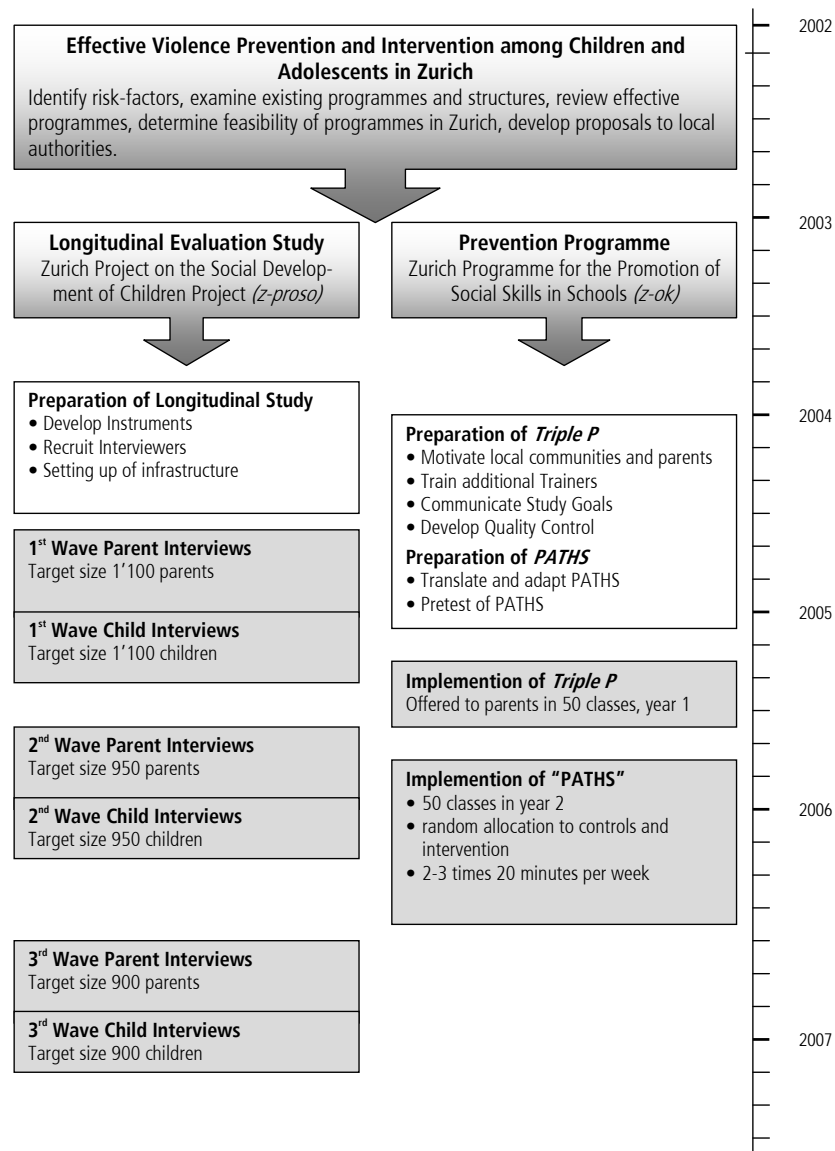 Effective Violence Prevention and Intervention among Children and
Adolescents in Zurich
Identify risk-factors, examine existing programmes and structures, review effective
programmes, determine feasibility of programmes in Zurich, develop proposals to local
authorities.
Longitudinal Evaluation Study
Zurich Project on the Social Develop-
ment of Children Project (z-proso)
Preparation of Longitudinal Study
• Develop Instruments
• Recruit Interviewers
• Setting up of infrastructure
1st Wave Parent Interviews
Target size 1'100 parents
1st Wave Child Interviews
Target size 1'100 children
2nd Wave Parent Interviews
Target size 950 parents
2nd Wave Child Interviews
Target size 950 children
3rd Wave Parent Interviews
Target size 900 parents
3rd Wave Child Interviews
Target size 900 children
Prevention Programme
Zurich Programme for the Promotion of
Social Skills in Schools (z-ok)
Preparation of Triple P
• Motivate local communities and parents
• Train additional Trainers
• Communicate Study Goals
• Develop Quality Control
Preparation of PATHS
• Translate and adapt PATHS
• Pretest of PATHS
Implemention of Triple P
Offered to parents in 50 classes, year 1
Implemention of “PATHS”
• 50 classes in year 2
• random allocation to controls and
intervention
• 2-3 times 20 minutes per week
2002
2003
2004
2005
2006
2007